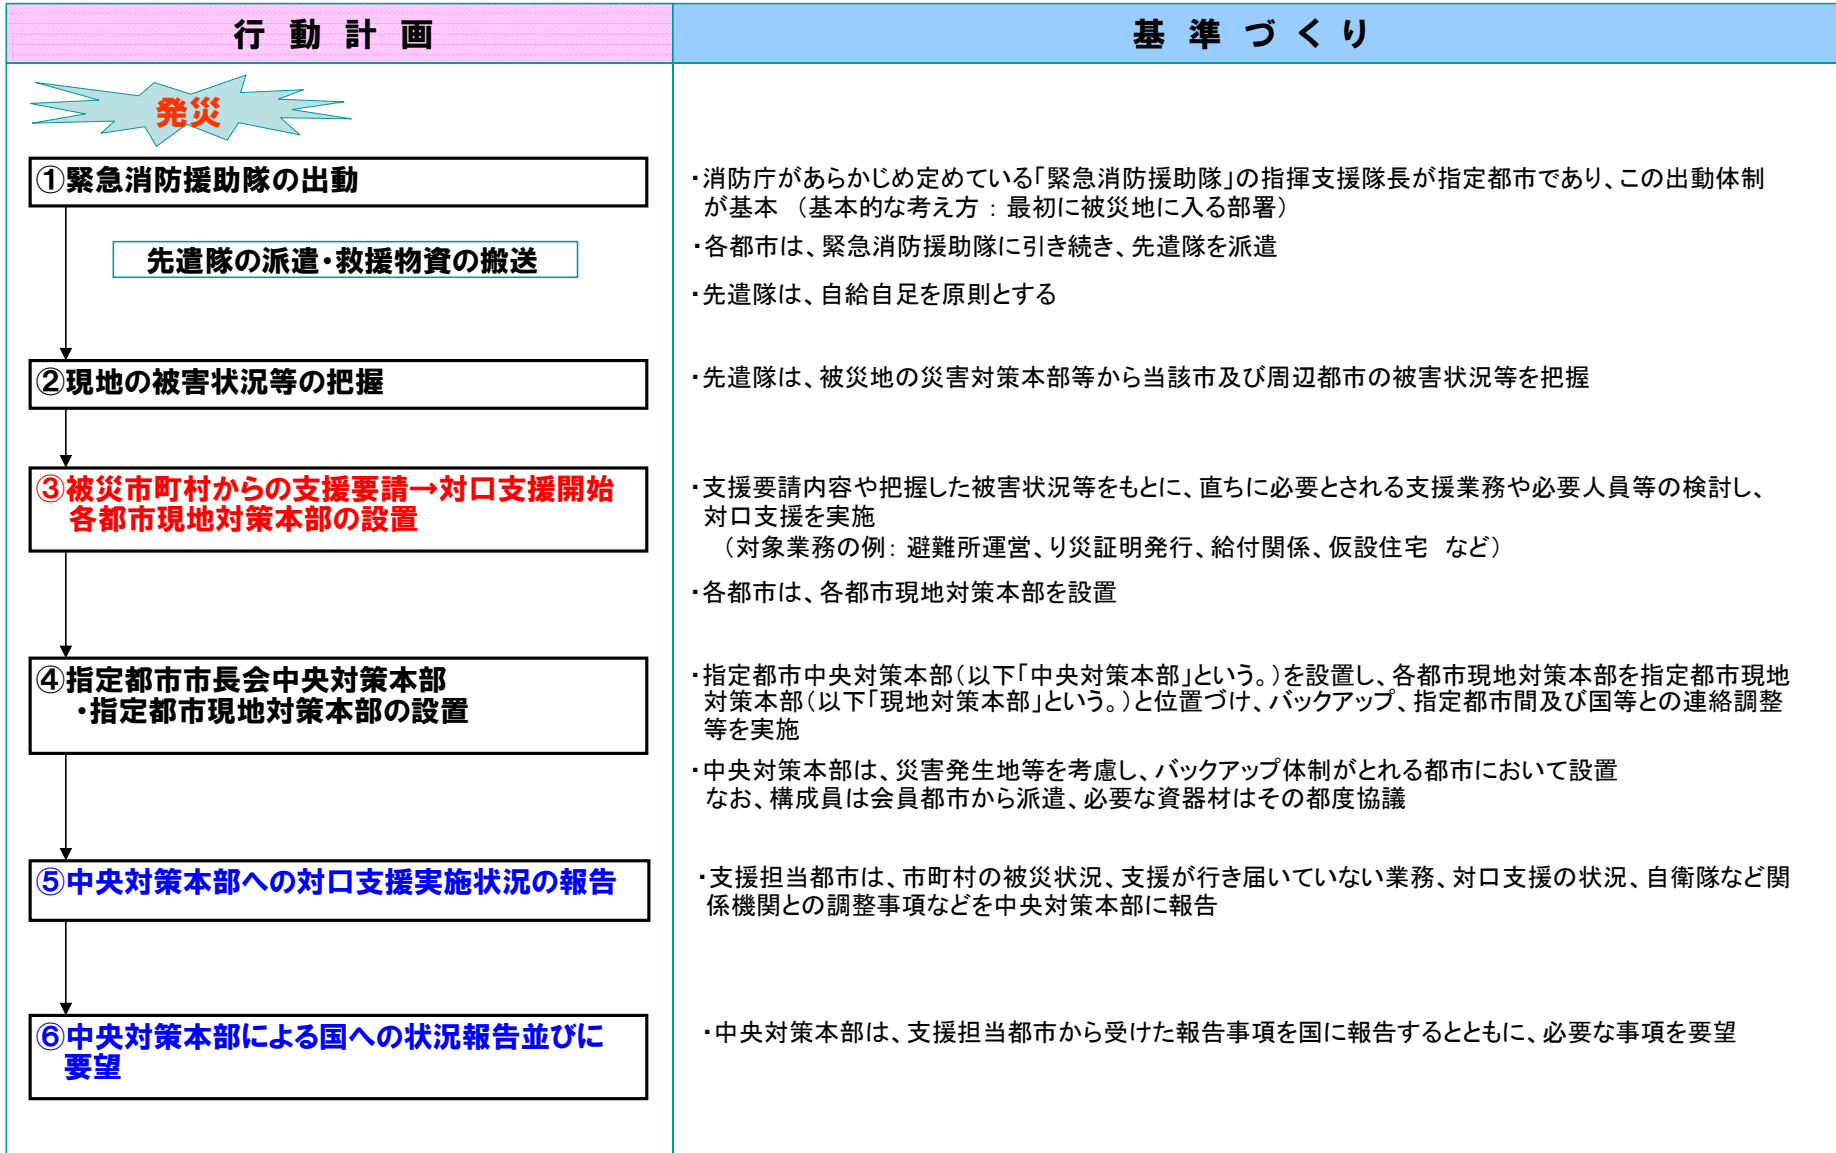 行動計画
基準づくり
発災
①緊急消防援助隊の出動
・消防庁があらかじめ定めている「緊急消防援助隊」の指揮支援隊長が指定都市であり、この出動体制
が基本　（基本的な考え方：最初に被災地に入る部署）
先遣隊の派遣・救援物資の搬送
・各都市は、緊急消防援助隊に引き続き、先遣隊を派遣
・先遣隊は、自給自足を原則とする
②現地の被害状況等の把握
・先遣隊は、被災地の災害対策本部等から当該市及び周辺都市の被害状況等を把握
③被災市町村からの支援要請→対口支援開始
各都市現地対策本部の設置
・支援要請内容や把握した被害状況等をもとに、直ちに必要とされる支援業務や必要人員等の検討し、
対口支援を実施
（対象業務の例：避難所運営、り災証明発行、給付関係、仮設住宅　など）
・各都市は、各都市現地対策本部を設置
④指定都市市長会中央対策本部
・指定都市現地対策本部の設置
・指定都市中央対策本部（以下「中央対策本部」という。）を設置し、各都市現地対策本部を指定都市現地
対策本部（以下「現地対策本部」という。）と位置づけ、バックアップ、指定都市間及び国等との連絡調整
等を実施
・中央対策本部は、災害発生地等を考慮し、バックアップ体制がとれる都市において設置
なお、構成員は会員都市から派遣、必要な資器材はその都度協議
⑤中央対策本部への対口支援実施状況の報告
・支援担当都市は、市町村の被災状況、支援が行き届いていない業務、対口支援の状況、自衛隊など関
係機関との調整事項などを中央対策本部に報告
⑥中央対策本部による国への状況報告並びに
要望
・中央対策本部は、支援担当都市から受けた報告事項を国に報告するとともに、必要な事項を要望